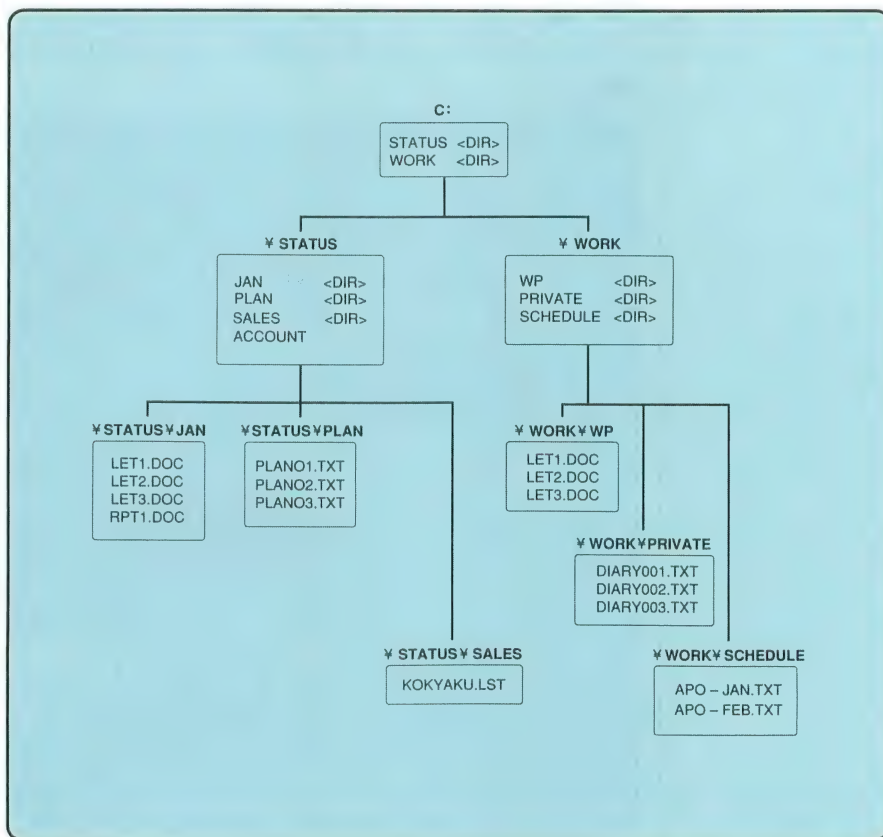 C:
STATUS <DIR>
WORK <DIR>
¥ STATUS
JAN <DIR>
PLAN <DIR>
SALES <DIR>
ACCOUNT
¥ WORK
WP <DIR>
PRIVATE <DIR>
SCHEDULE <DIR>
¥STATUS¥JAN
LET1.DOC
LET2.DOC
LET3.DOC
RPT1.DOC
¥STATUS¥PLAN
PLANO1.TXT
PLANO2.TXT
PLANO3.TXT
¥ WORK¥WP
LET1.DOC
LET2.DOC
LET3.DOC
¥ WORK¥PRIVATE
DIARY001.TXT
DIARY002.TXT
DIARY003.TXT
¥ STATUS¥ SALES
KOKYAKU.LST
¥WORK¥SCHEDULE
APO – JAN.TXT
APO – FEB.TXT